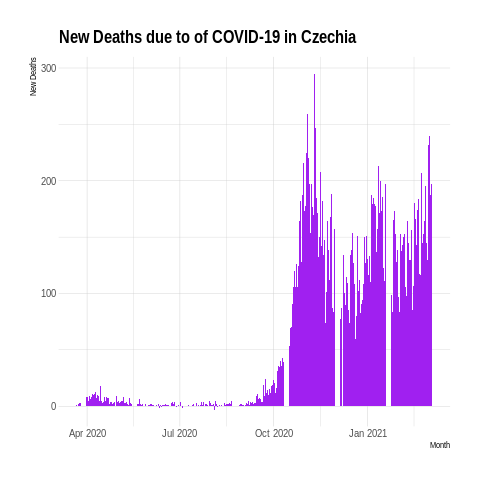 New Deaths due to of COVID-19 in Czechia
New Deaths
300
200
100
0
Apr 2020
Jul 2020
Oct 2020
Jan 2021
Month